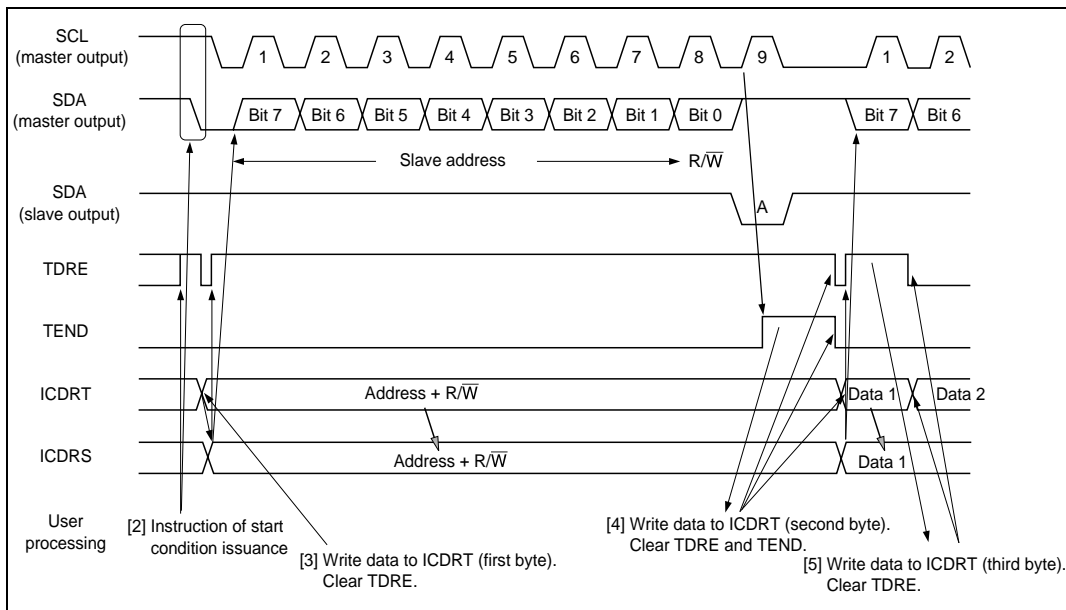 SCL
(master output)
1 2 3 4 5 6 7 8 9 1 2
SDA
(master output)
Bit 7 Bit 6 Bit 5 Bit 4 Bit 3 Bit 2 Bit 1 Bit 0 Bit 7 Bit 6
Slave address R/W̅
SDA
(slave output)
A
TDRE
TEND
ICDRT
Address + R/W̅ Data 1 Data 2
ICDRS
Address + R/W̅ Data 1
User
processing
[2] Instruction of start
condition issuance
[3] Write data to ICDRT (first byte).
Clear TDRE.
[4] Write data to ICDRT (second byte).
Clear TDRE and TEND.
[5] Write data to ICDRT (third byte).
Clear TDRE.